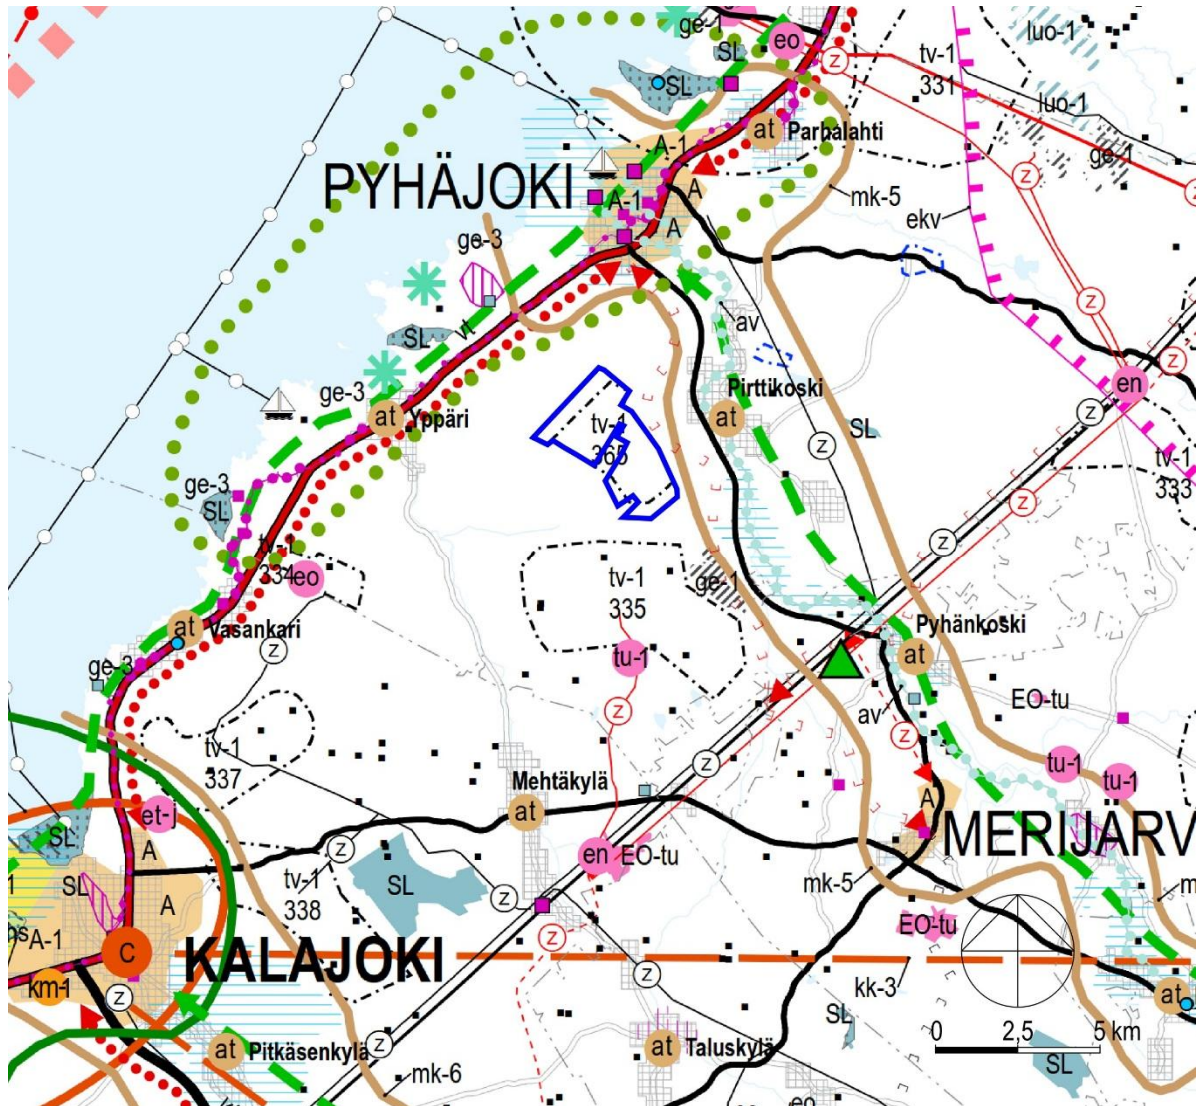 ge-1
eo
luo-1
SL
tv-1
331
SL
luo-1
at
Parhalahti
A-1
ge-1
PYHÄJOKI
A
z
A-1
mk-5
z
A
ekv
ge-3
z
av
vt
SL
z
ge-3
at
Yppäri
Pirttikoski
at
en
tv-1
365
z
z
SL
tv-1
333
ge-3
SL
z
z
tv-1
334
eo
tv-1
335
ge-1
at
Vasankari
z
Pyhänkoski
at
tu-1
ge-3
EO-tu
av
z
z
tv-1
337
z
tu-1
tu-1
Mehtäkylä
at
et-j
A
SL
A
MERIJÄRV
z
en
EO-tu
SL
tv-1
338
SL
mk-5
A
z
EO-tu
A-1
C
KALAJOKI
z
km-1
z
z
kk-3
at
SL
0
2,5
5 km
z
at
Pitkäsenkylä
at
Taluskylä
SL
mk-6
eo